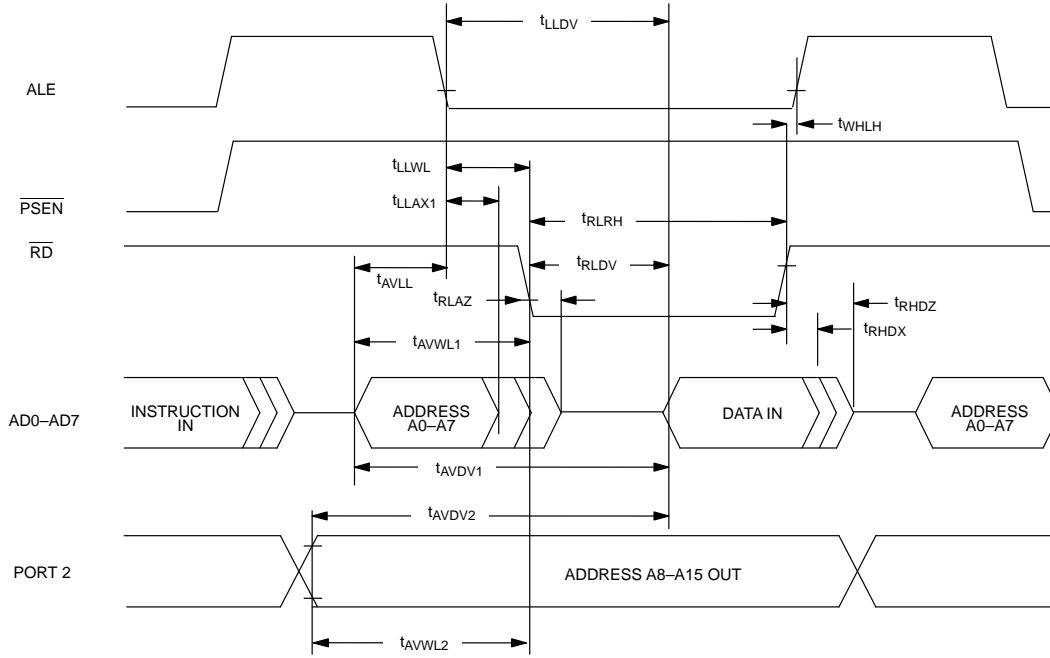 tLLDV
ALE
tWHLH
tLLWL
PSEN
tLLAX1
tRLRH
RD
tAVLL
tRLDV
tRLAZ
tRHDZ
tRHDX
tAVWL1
AD0–AD7
INSTRUCTION
IN
ADDRESS
A0–A7
DATA IN
ADDRESS
A0–A7
tAVDV1
tAVDV2
PORT 2
ADDRESS A8–A15 OUT
tAVWL2